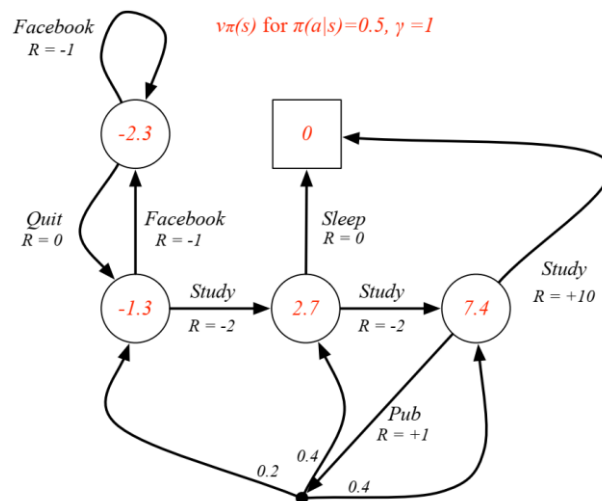 Facebook
R = -1
vπ(s) for π(a|s)=0.5, γ =1
-2.3
0
Quit
R = 0
Facebook
R = -1
Sleep
R = 0
Study
R = +10
-1.3
Study
R = -2
2.7
Study
R = -2
7.4
Pub
R = +1
0.2
0.4
0.4